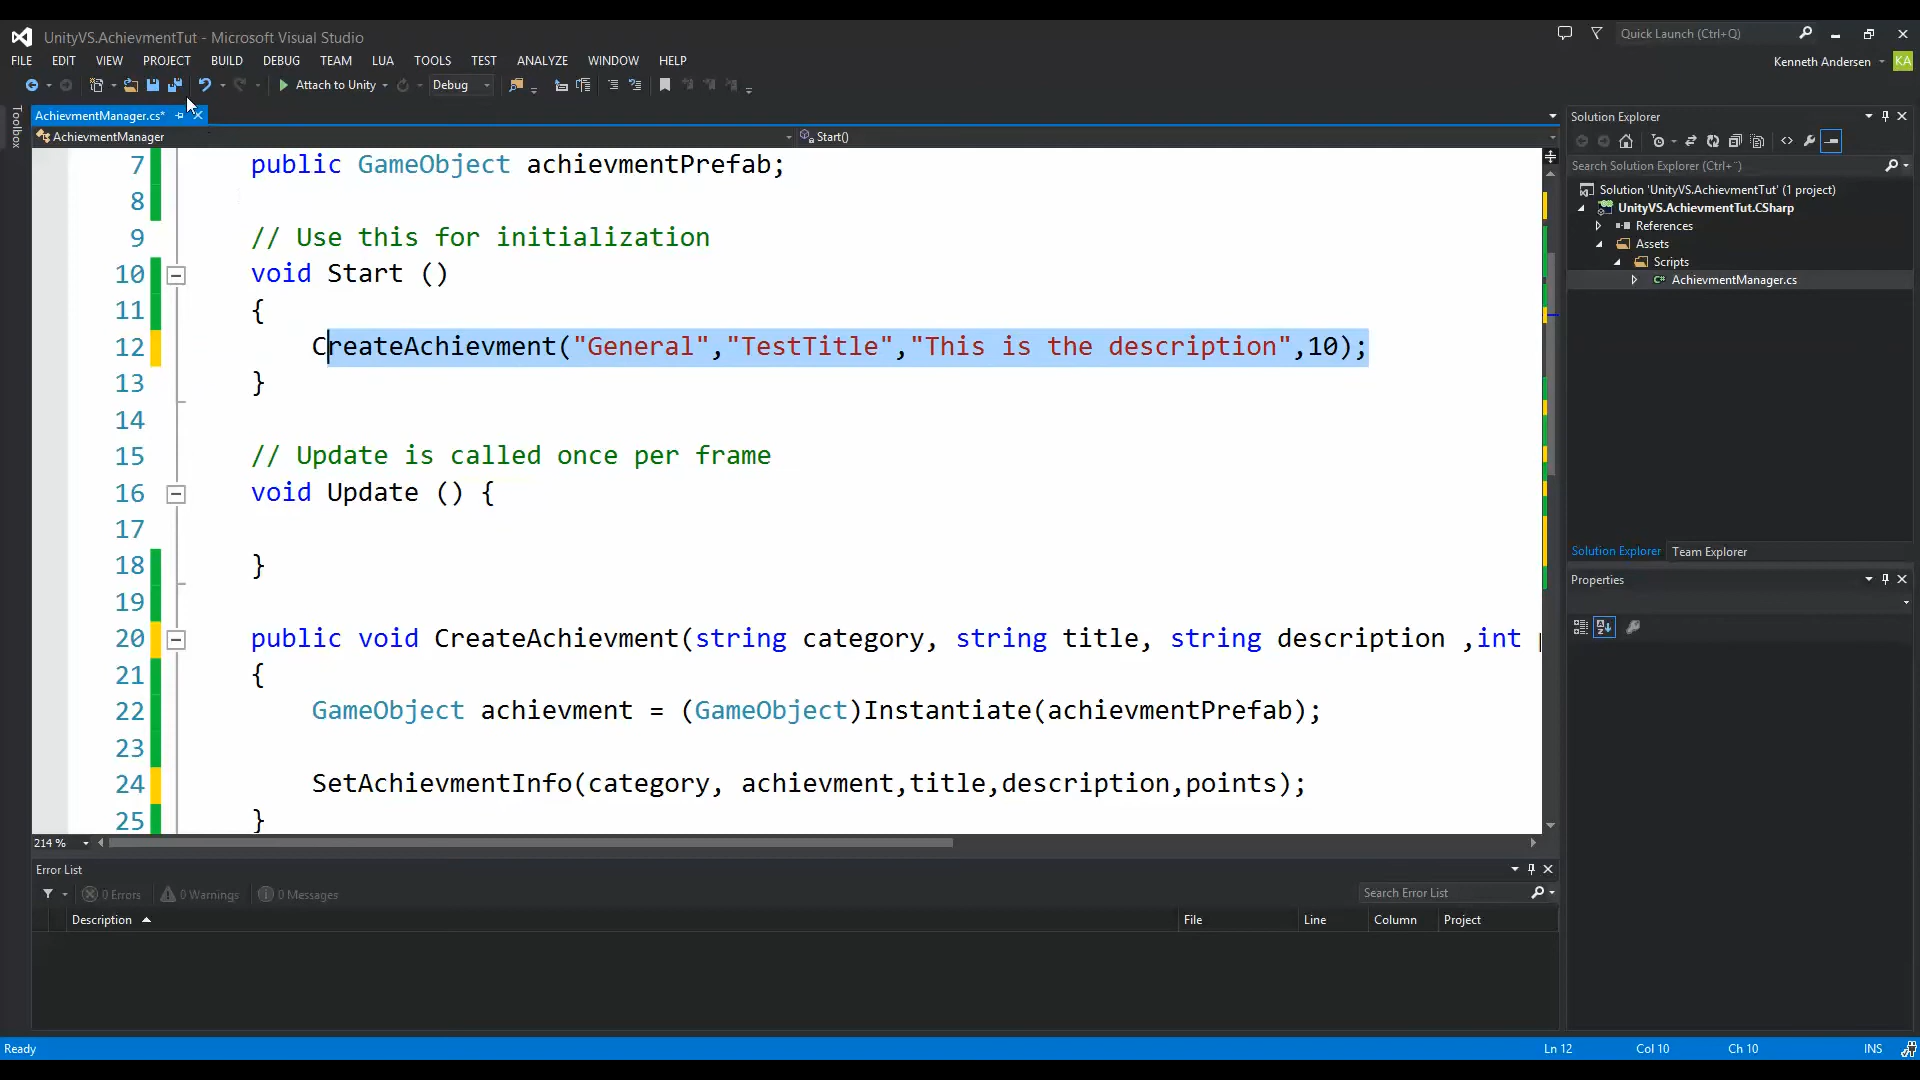 UnityVS.AchievmentTut - Microsoft Visual Studio
Quick Launch (Ctrl+Q)
FILE EDIT VIEW PROJECT BUILD DEBUG TEAM LUA TOOLS TEST ANALYZE WINDOW HELP
Kenneth Andersen KA
Attach to Unity Debug
AchievmentManager.cs*
AchievmentManager Start()
7 public GameObject achievmentPrefab;
8
9 // Use this for initialization
10 void Start ()
11 {
12 CreateAchievment("General","TestTitle","This is the description",10);
13 }
14
15 // Update is called once per frame
16 void Update () {
17
18 }
19
20 public void CreateAchievment(string category, string title, string description ,int
21 {
22 GameObject achievment = (GameObject)Instantiate(achievmentPrefab);
23
24 SetAchievmentInfo(category, achievment,title,description,points);
25 }
214 %
Toolbox
Solution Explorer
Search Solution Explorer (Ctrl+¨)
Solution 'UnityVS.AchievmentTut' (1 project)
UnityVS.AchievmentTut.CSharp
References
Assets
Scripts
C# AchievmentManager.cs
Solution Explorer Team Explorer
Properties
Error List
0 Errors 0 Warnings 0 Messages
Search Error List
Description File Line Column Project
Ready Ln 12 Col 10 Ch 10 INS